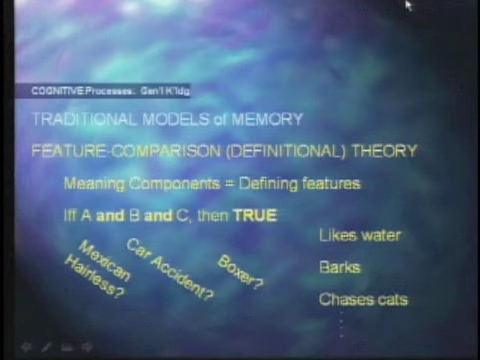 COGNITIVE Processes: Gen'l K'ldg
TRADITIONAL MODELS of MEMORY
FEATURE-COMPARISON (DEFINITIONAL) THEORY
Meaning Components = Defining features
Iff A and B and C, then TRUE
Likes water
Barks
Chases cats
Mexican
Hairless?
Car Accident?
Boxer?